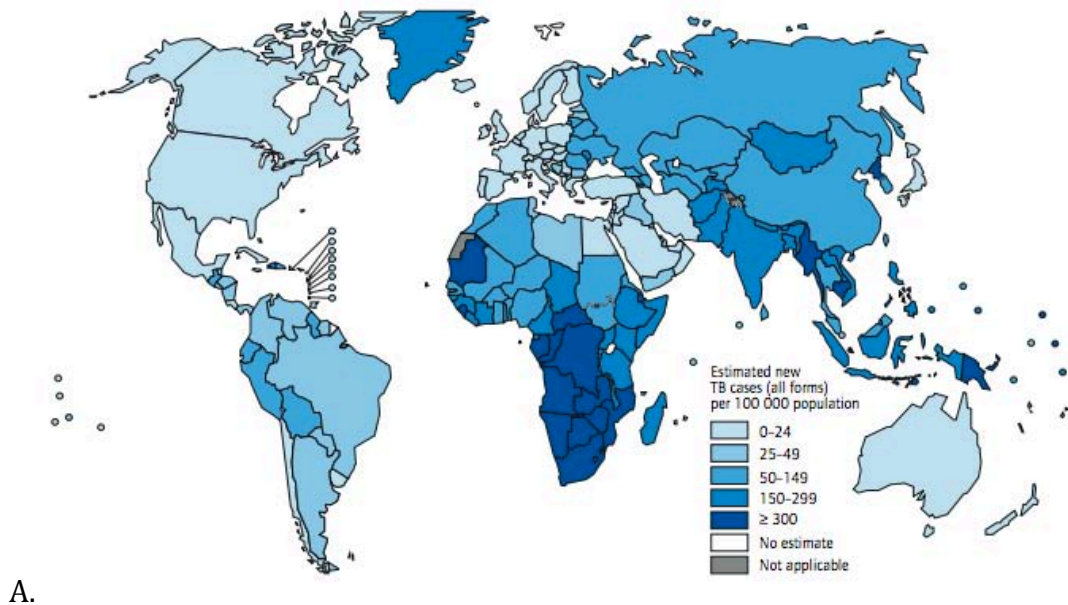 Estimated new
TB cases (all forms)
per 100 000 population
0–24
25–49
50–149
150–299
≥ 300
No estimate
Not applicable
A.